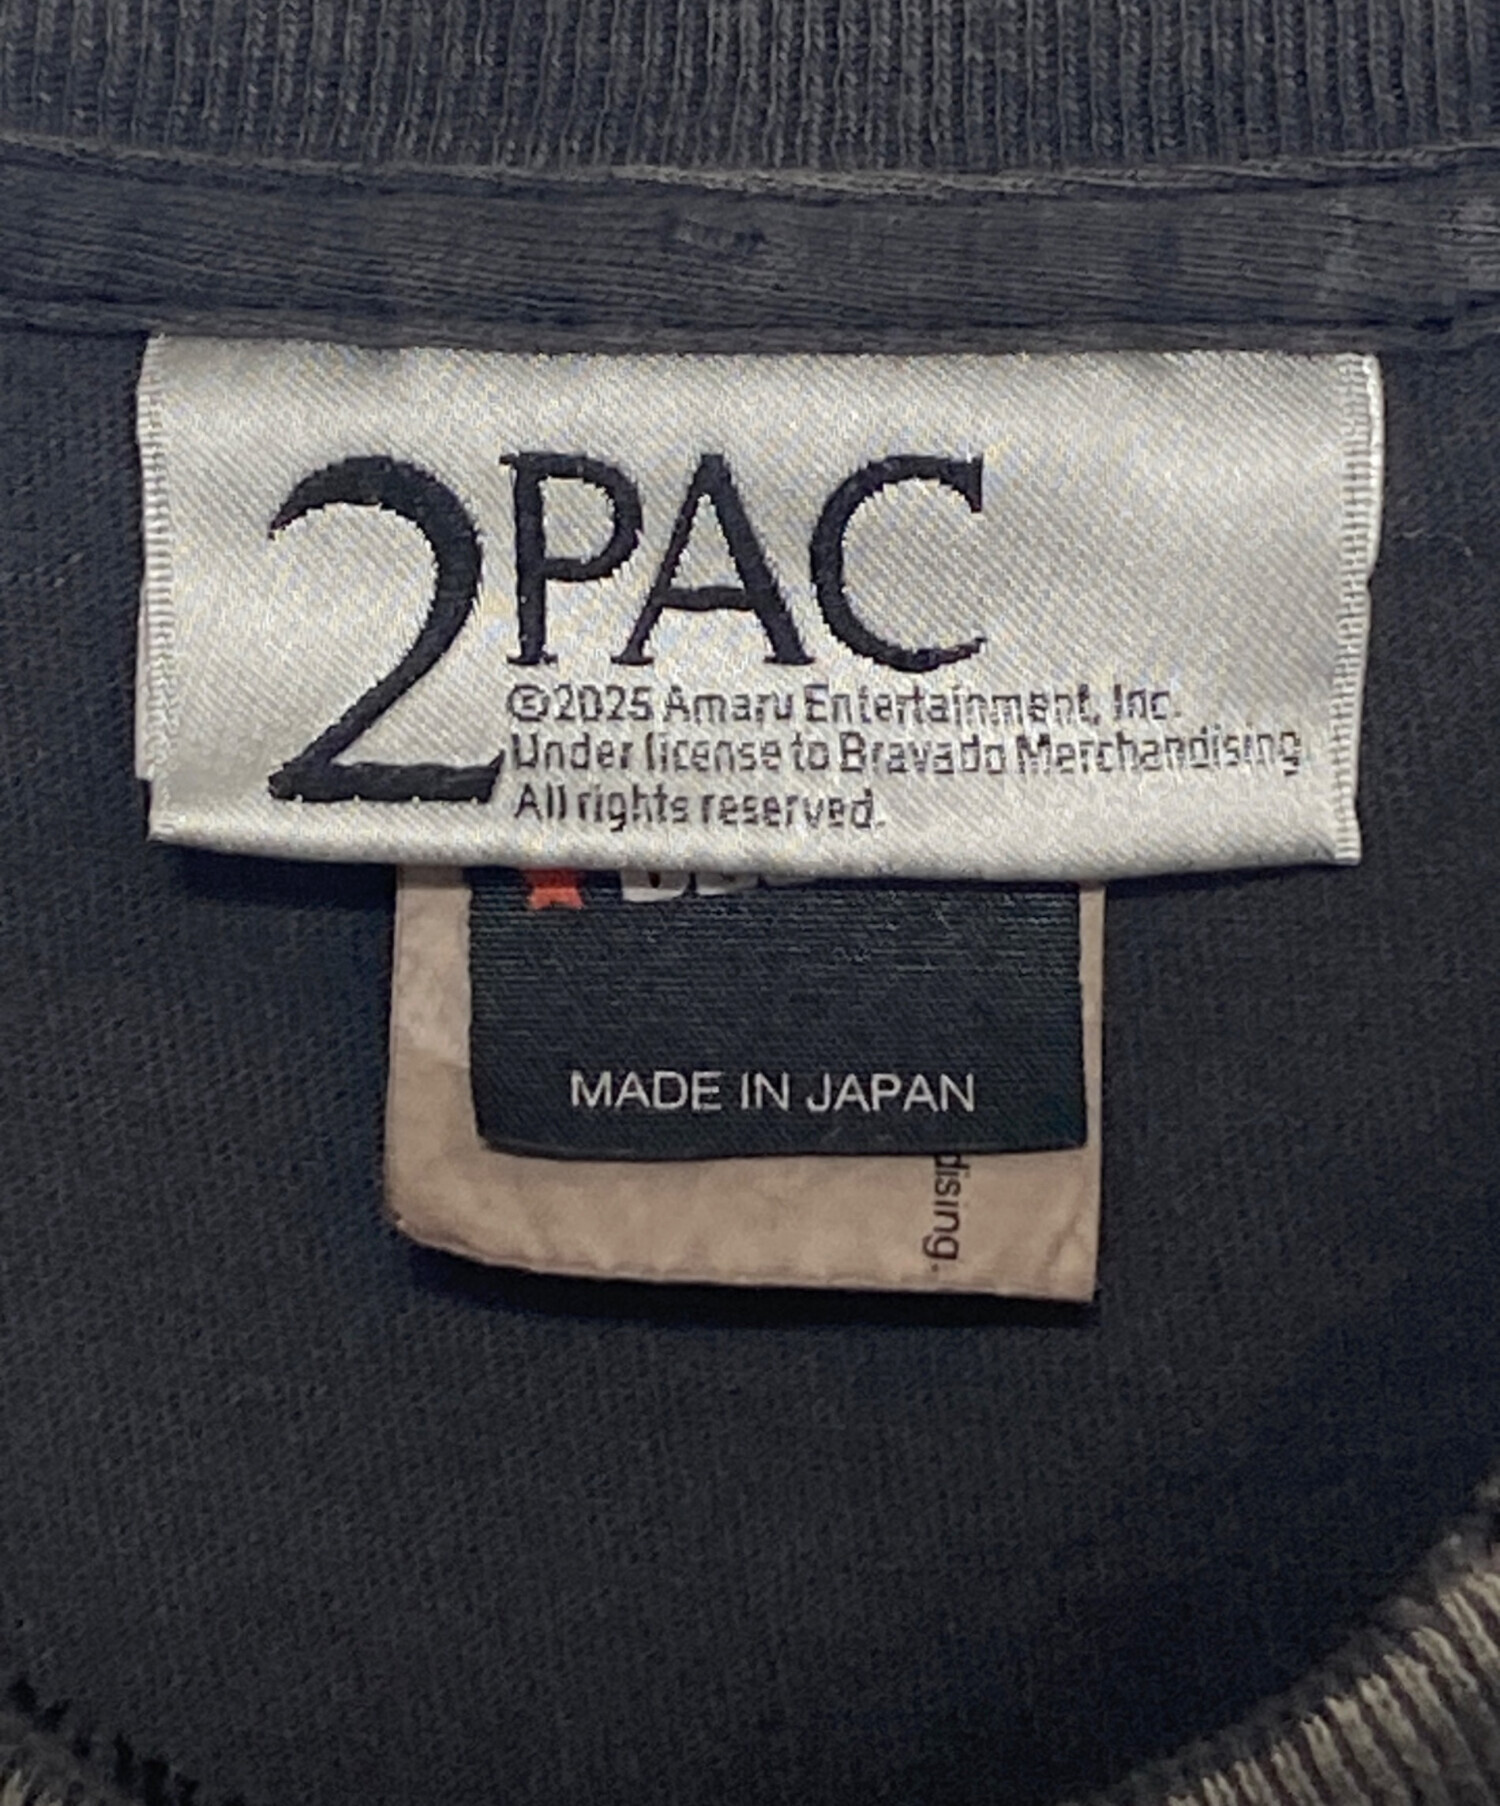 2PAC
©2025 Amaru Entertainment, Inc.
Under license to Bravado Merchandising
All rights reserved.
MADE IN JAPAN
dising.